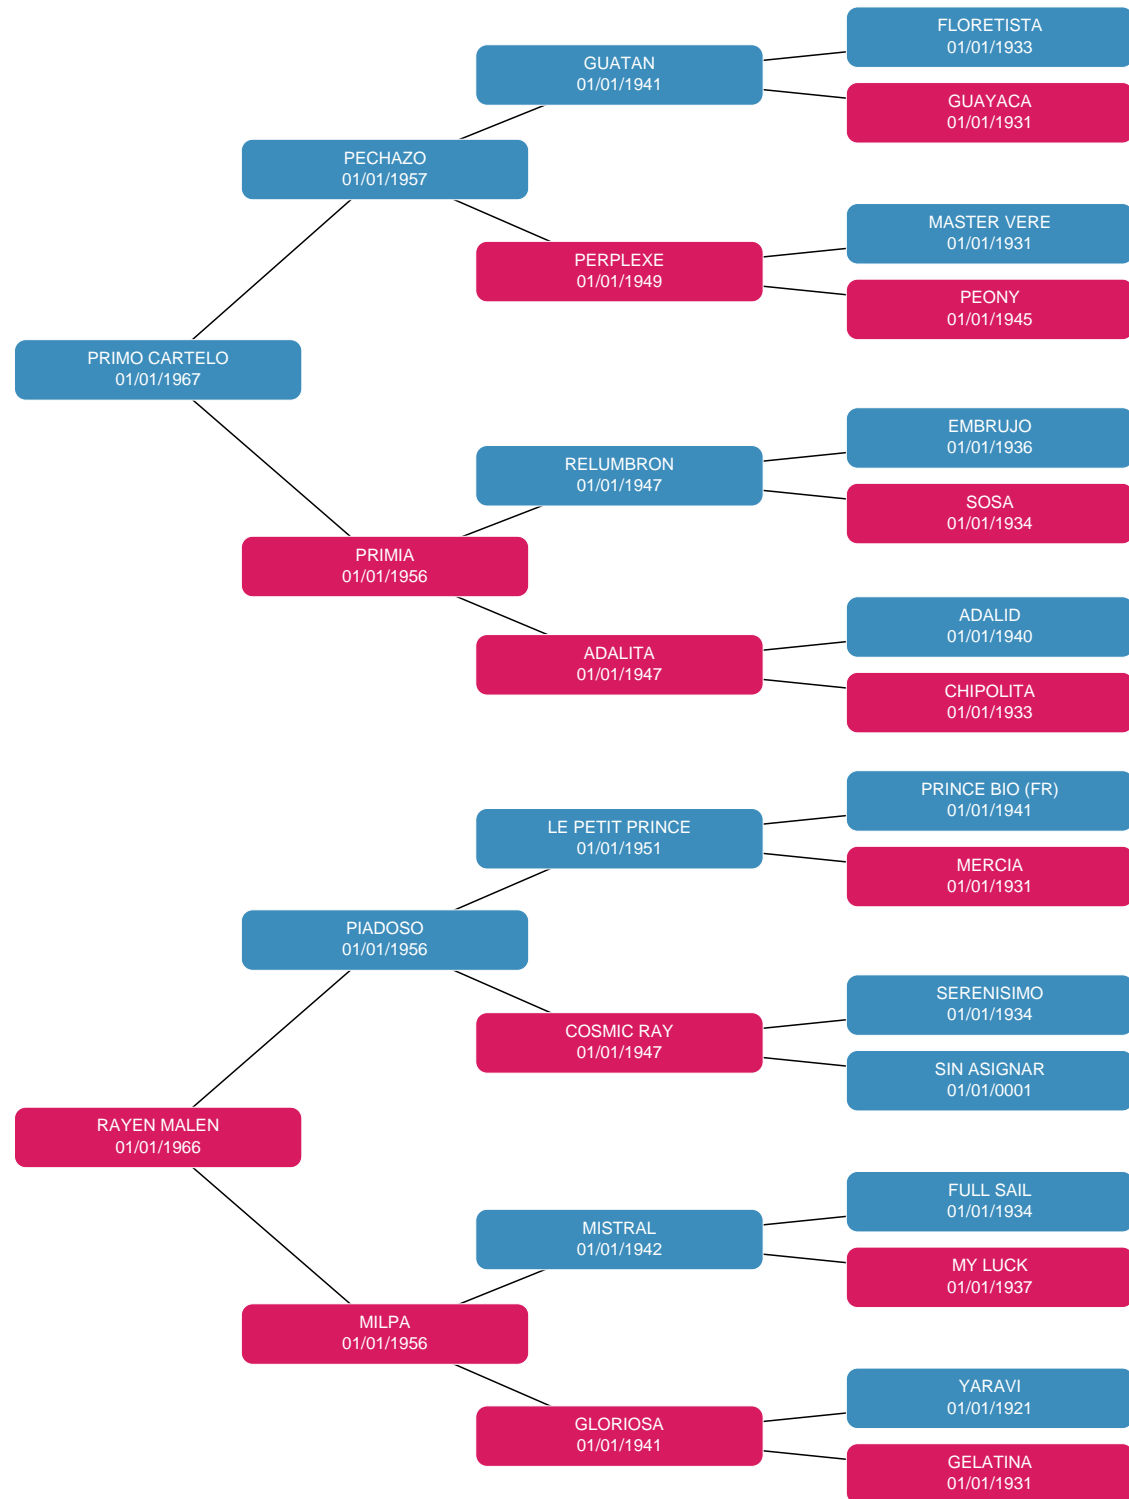 FLORETISTA
01/01/1933
GUATAN
01/01/1941
GUAYACA
01/01/1931
PECHAZO
01/01/1957
MASTER VERE
01/01/1931
PERPLEXE
01/01/1949
PEONY
01/01/1945
PRIMO CARTELO
01/01/1967
EMBRUJO
01/01/1936
RELUMBRON
01/01/1947
SOSA
01/01/1934
PRIMIA
01/01/1956
ADALID
01/01/1940
ADALITA
01/01/1947
CHIPOLITA
01/01/1933
PRINCE BIO (FR)
01/01/1941
LE PETIT PRINCE
01/01/1951
MERCIA
01/01/1931
PIADOSO
01/01/1956
SERENISIMO
01/01/1934
COSMIC RAY
01/01/1947
SIN ASIGNAR
01/01/0001
RAYEN MALEN
01/01/1966
FULL SAIL
01/01/1934
MISTRAL
01/01/1942
MY LUCK
01/01/1937
MILPA
01/01/1956
YARAVI
01/01/1921
GLORIOSA
01/01/1941
GELATINA
01/01/1931